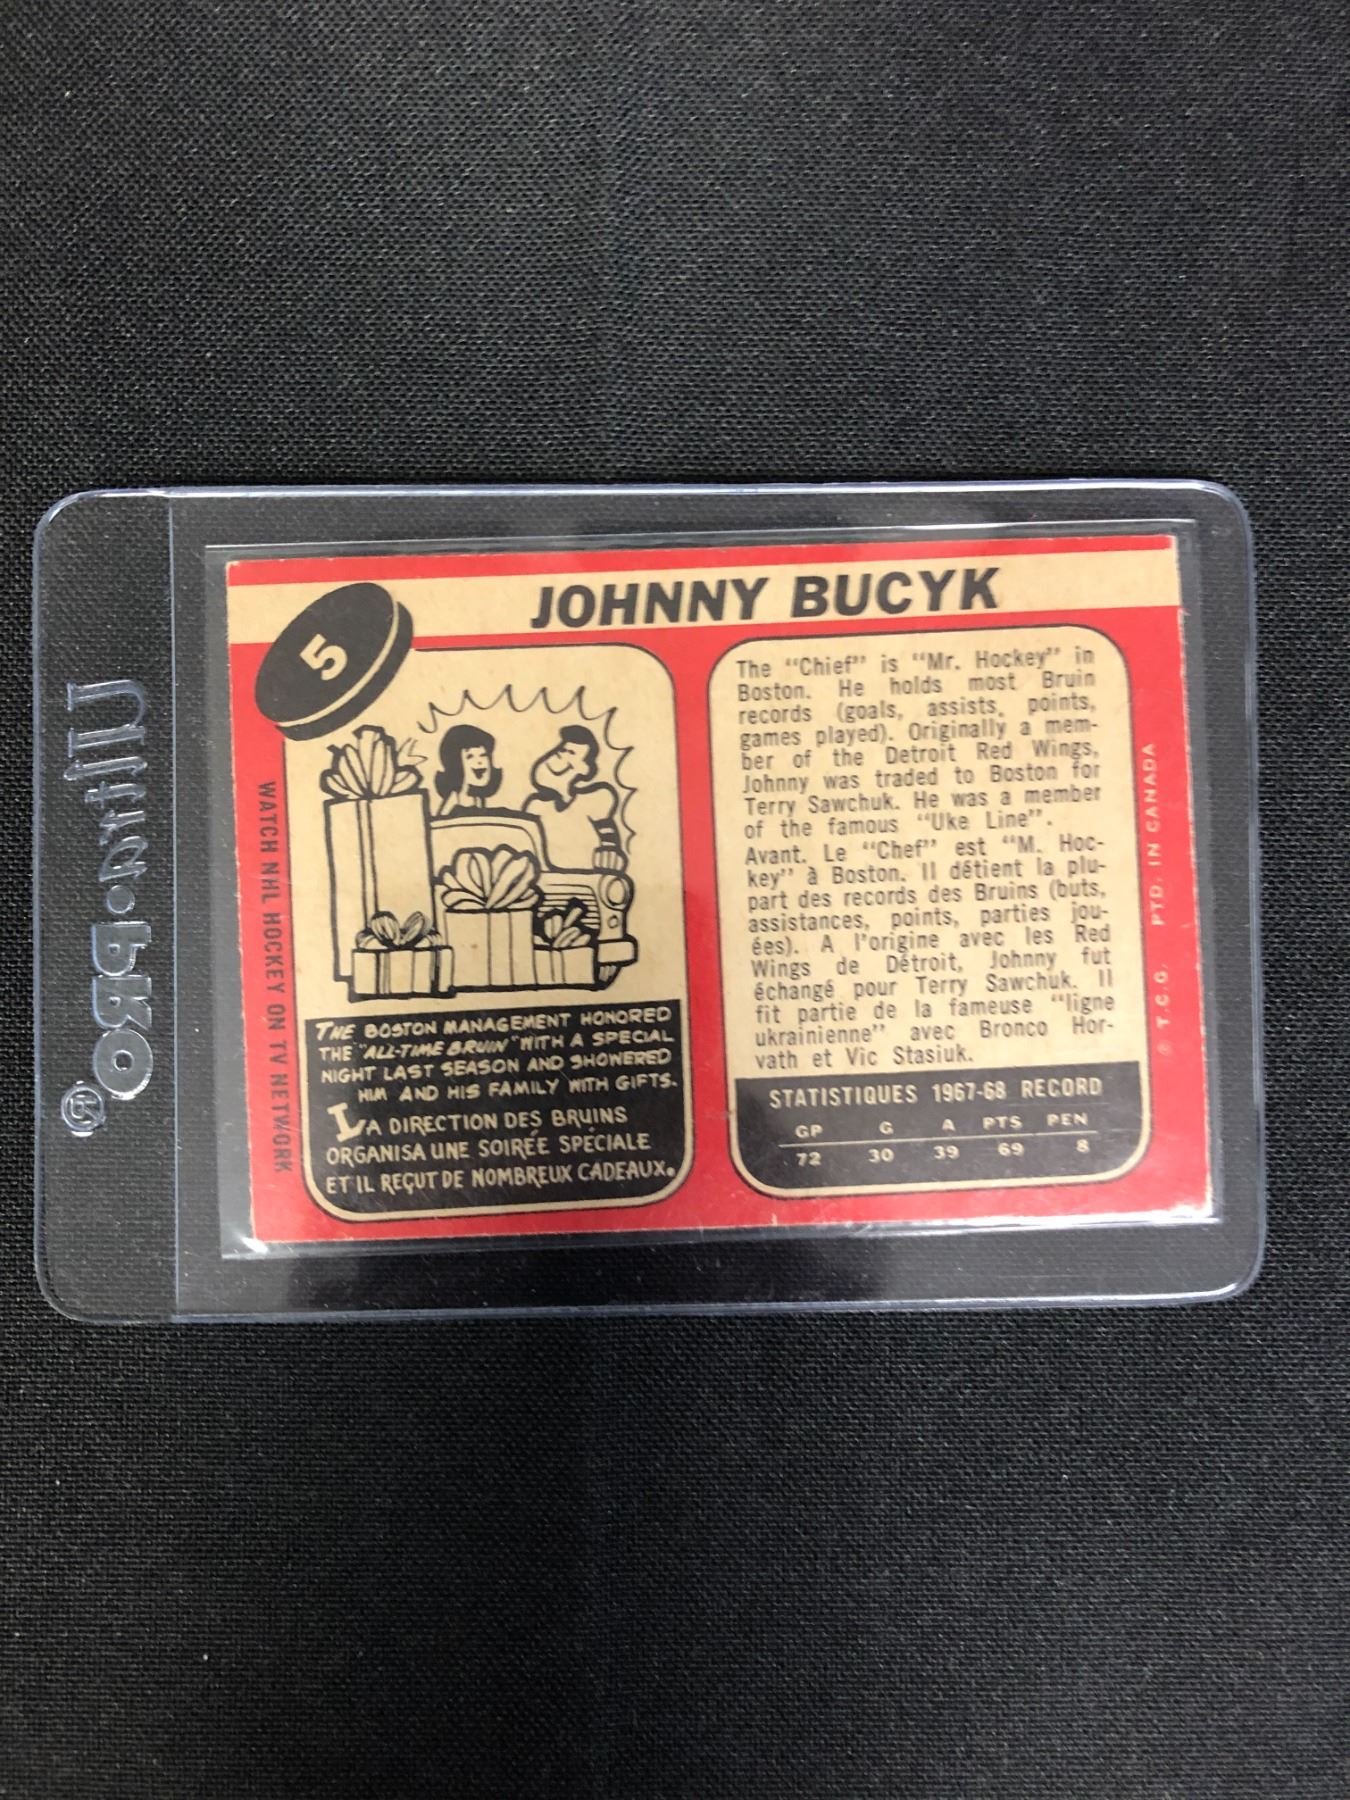 JOHNNY BUCYK
5
THE BOSTON MANAGEMENT HONORED
THE "ALL-TIME BRUIN" WITH A SPECIAL
NIGHT LAST SEASON AND SHOWERED
HIM AND HIS FAMILY WITH GIFTS.
LA DIRECTION DES BRUINS
ORGANISA UNE SOIRÉE SPÉCIALE
ET IL REÇUT DE NOMBREUX CADEAUX.
The "Chief" is "Mr. Hockey" in
Boston. He holds most Bruin
records (goals, assists, points,
games played). Originally a mem-
ber of the Detroit Red Wings,
Johnny was traded to Boston for
Terry Sawchuk. He was a member
of the famous "Uke Line".
Avant. Le "Chef" est "M. Hoc-
key" à Boston. Il détient la plu-
part des records des Bruins (buts,
assistances, points, parties jou-
ées). A l'origine avec les Red
Wings de Détroit, Johnny fut
échangé pour Terry Sawchuk. Il
fit partie de la fameuse "ligne
ukrainienne" avec Bronco Hor-
vath et Vic Stasiuk.
STATISTIQUES 1967-68 RECORD
GP G A PTS PEN
72 30 39 69 8
WATCH NHL HOCKEY ON TV NETWORK
© T.C.G. PTD. IN CANADA
Ultra•PRO®